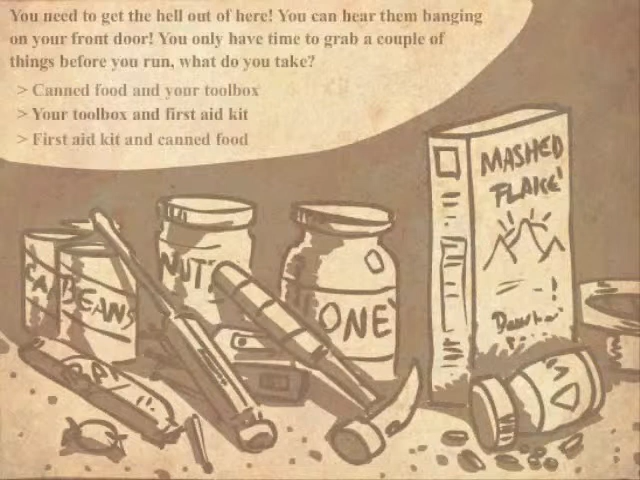 You need to get the hell out of here! You can hear them banging
on your front door! You only have time to grab a couple of
things before you run, what do you take?
> Canned food and your toolbox
> Your toolbox and first aid kit
> First aid kit and canned food
MASHED
FLAKE
NUTS
BEANS
ONEY